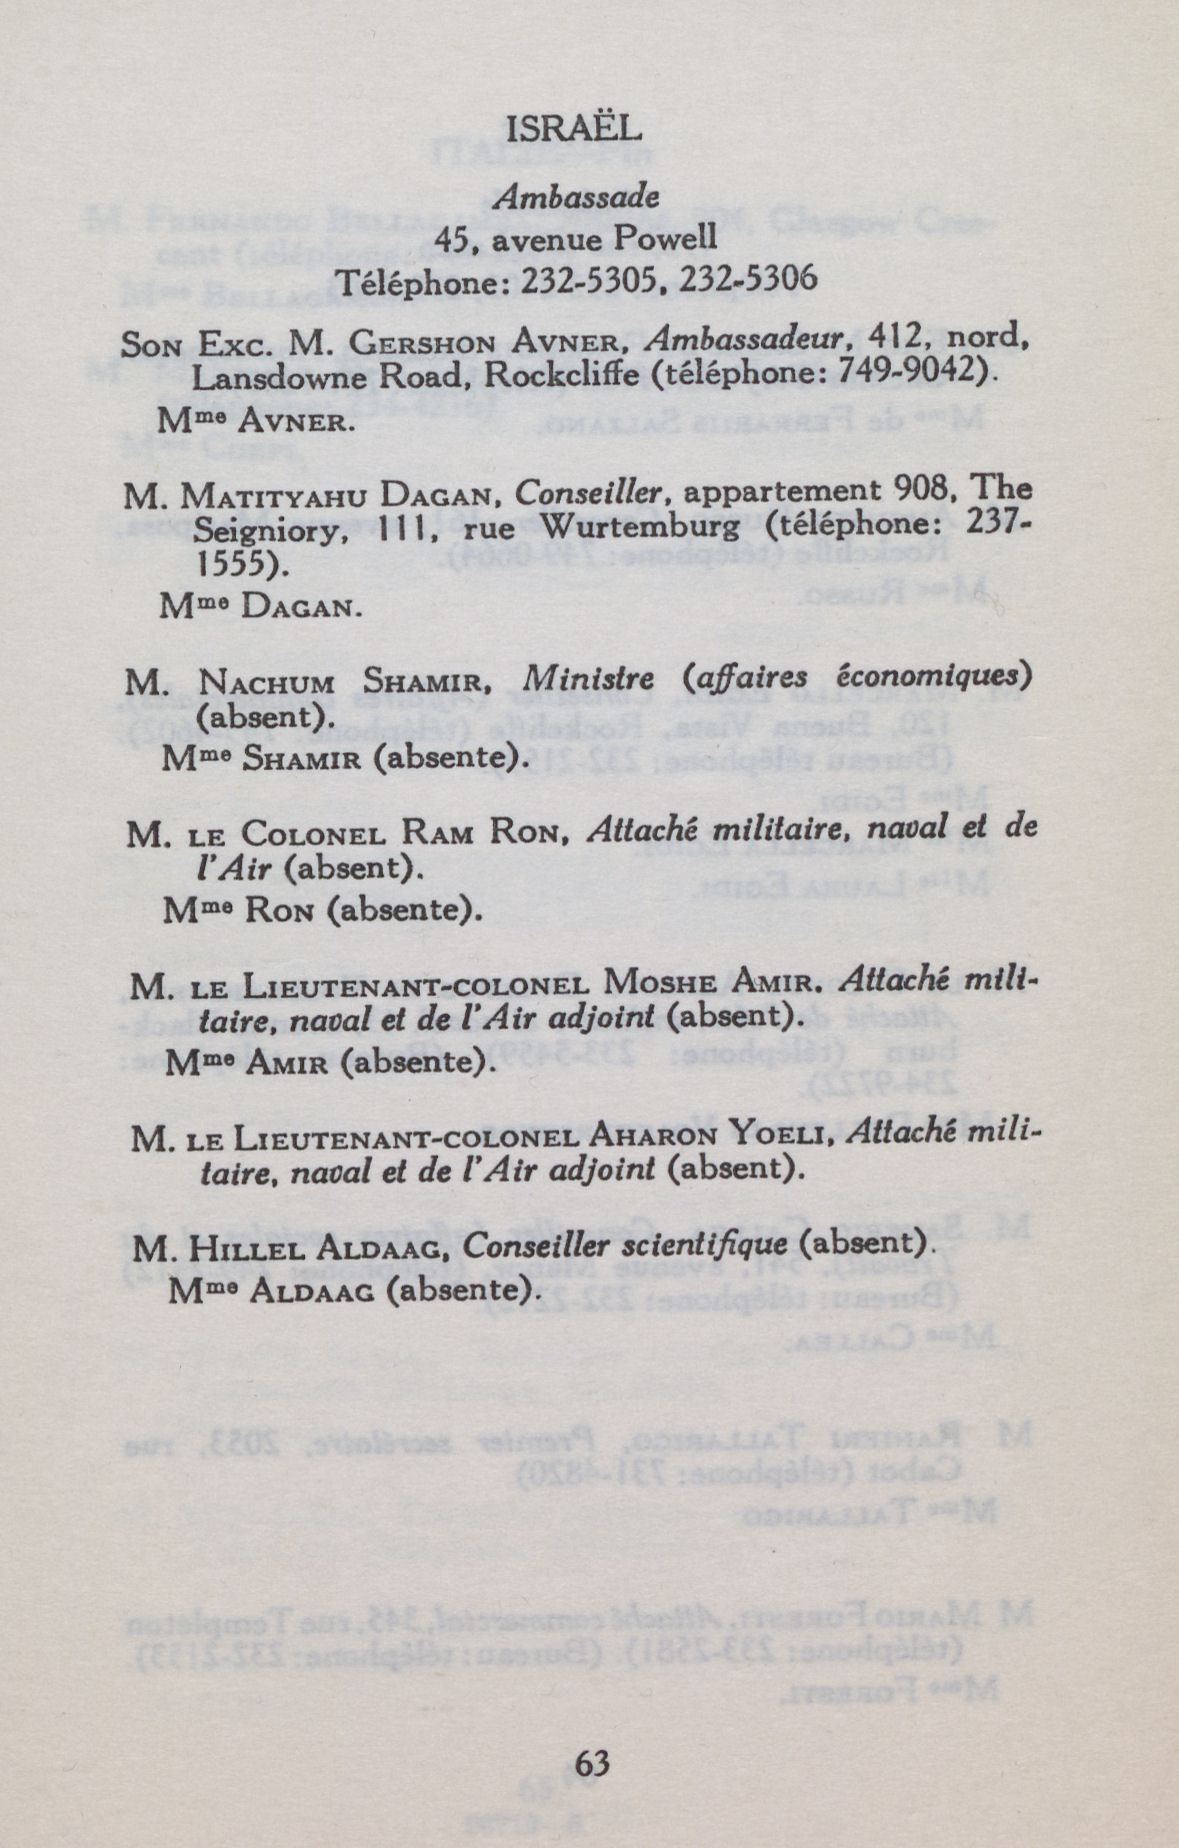 ISRAËL
Ambassade
45, avenue Powell
Téléphone: 232-5305, 232-5306
SON EXC. M. GERSHON AVNER, Ambassadeur, 412, nord,
Lansdowne Road, Rockcliffe (téléphone: 749-9042).
Mme AVNER.
M. MATITYAHU DAGAN, Conseiller, appartement 908, The
Seigniory, 111, rue Wurtemburg (téléphone: 237-
1555).
Mme DAGAN.
M. NACHUM SHAMIR, Ministre (affaires économiques)
(absent).
Mme SHAMIR (absente).
M. LE COLONEL RAM RON, Attaché militaire, naval et de
l'Air (absent).
Mme RON (absente).
M. LE LIEUTENANT-COLONEL MOSHE AMIR. Attaché mili-
taire, naval et de l'Air adjoint (absent).
Mme AMIR (absente).
M. LE LIEUTENANT-COLONEL AHARON YOELI, Attaché mili-
taire, naval et de l'Air adjoint (absent).
M. HILLEL ALDAAG, Conseiller scientifique (absent).
Mme ALDAAG (absente).
63